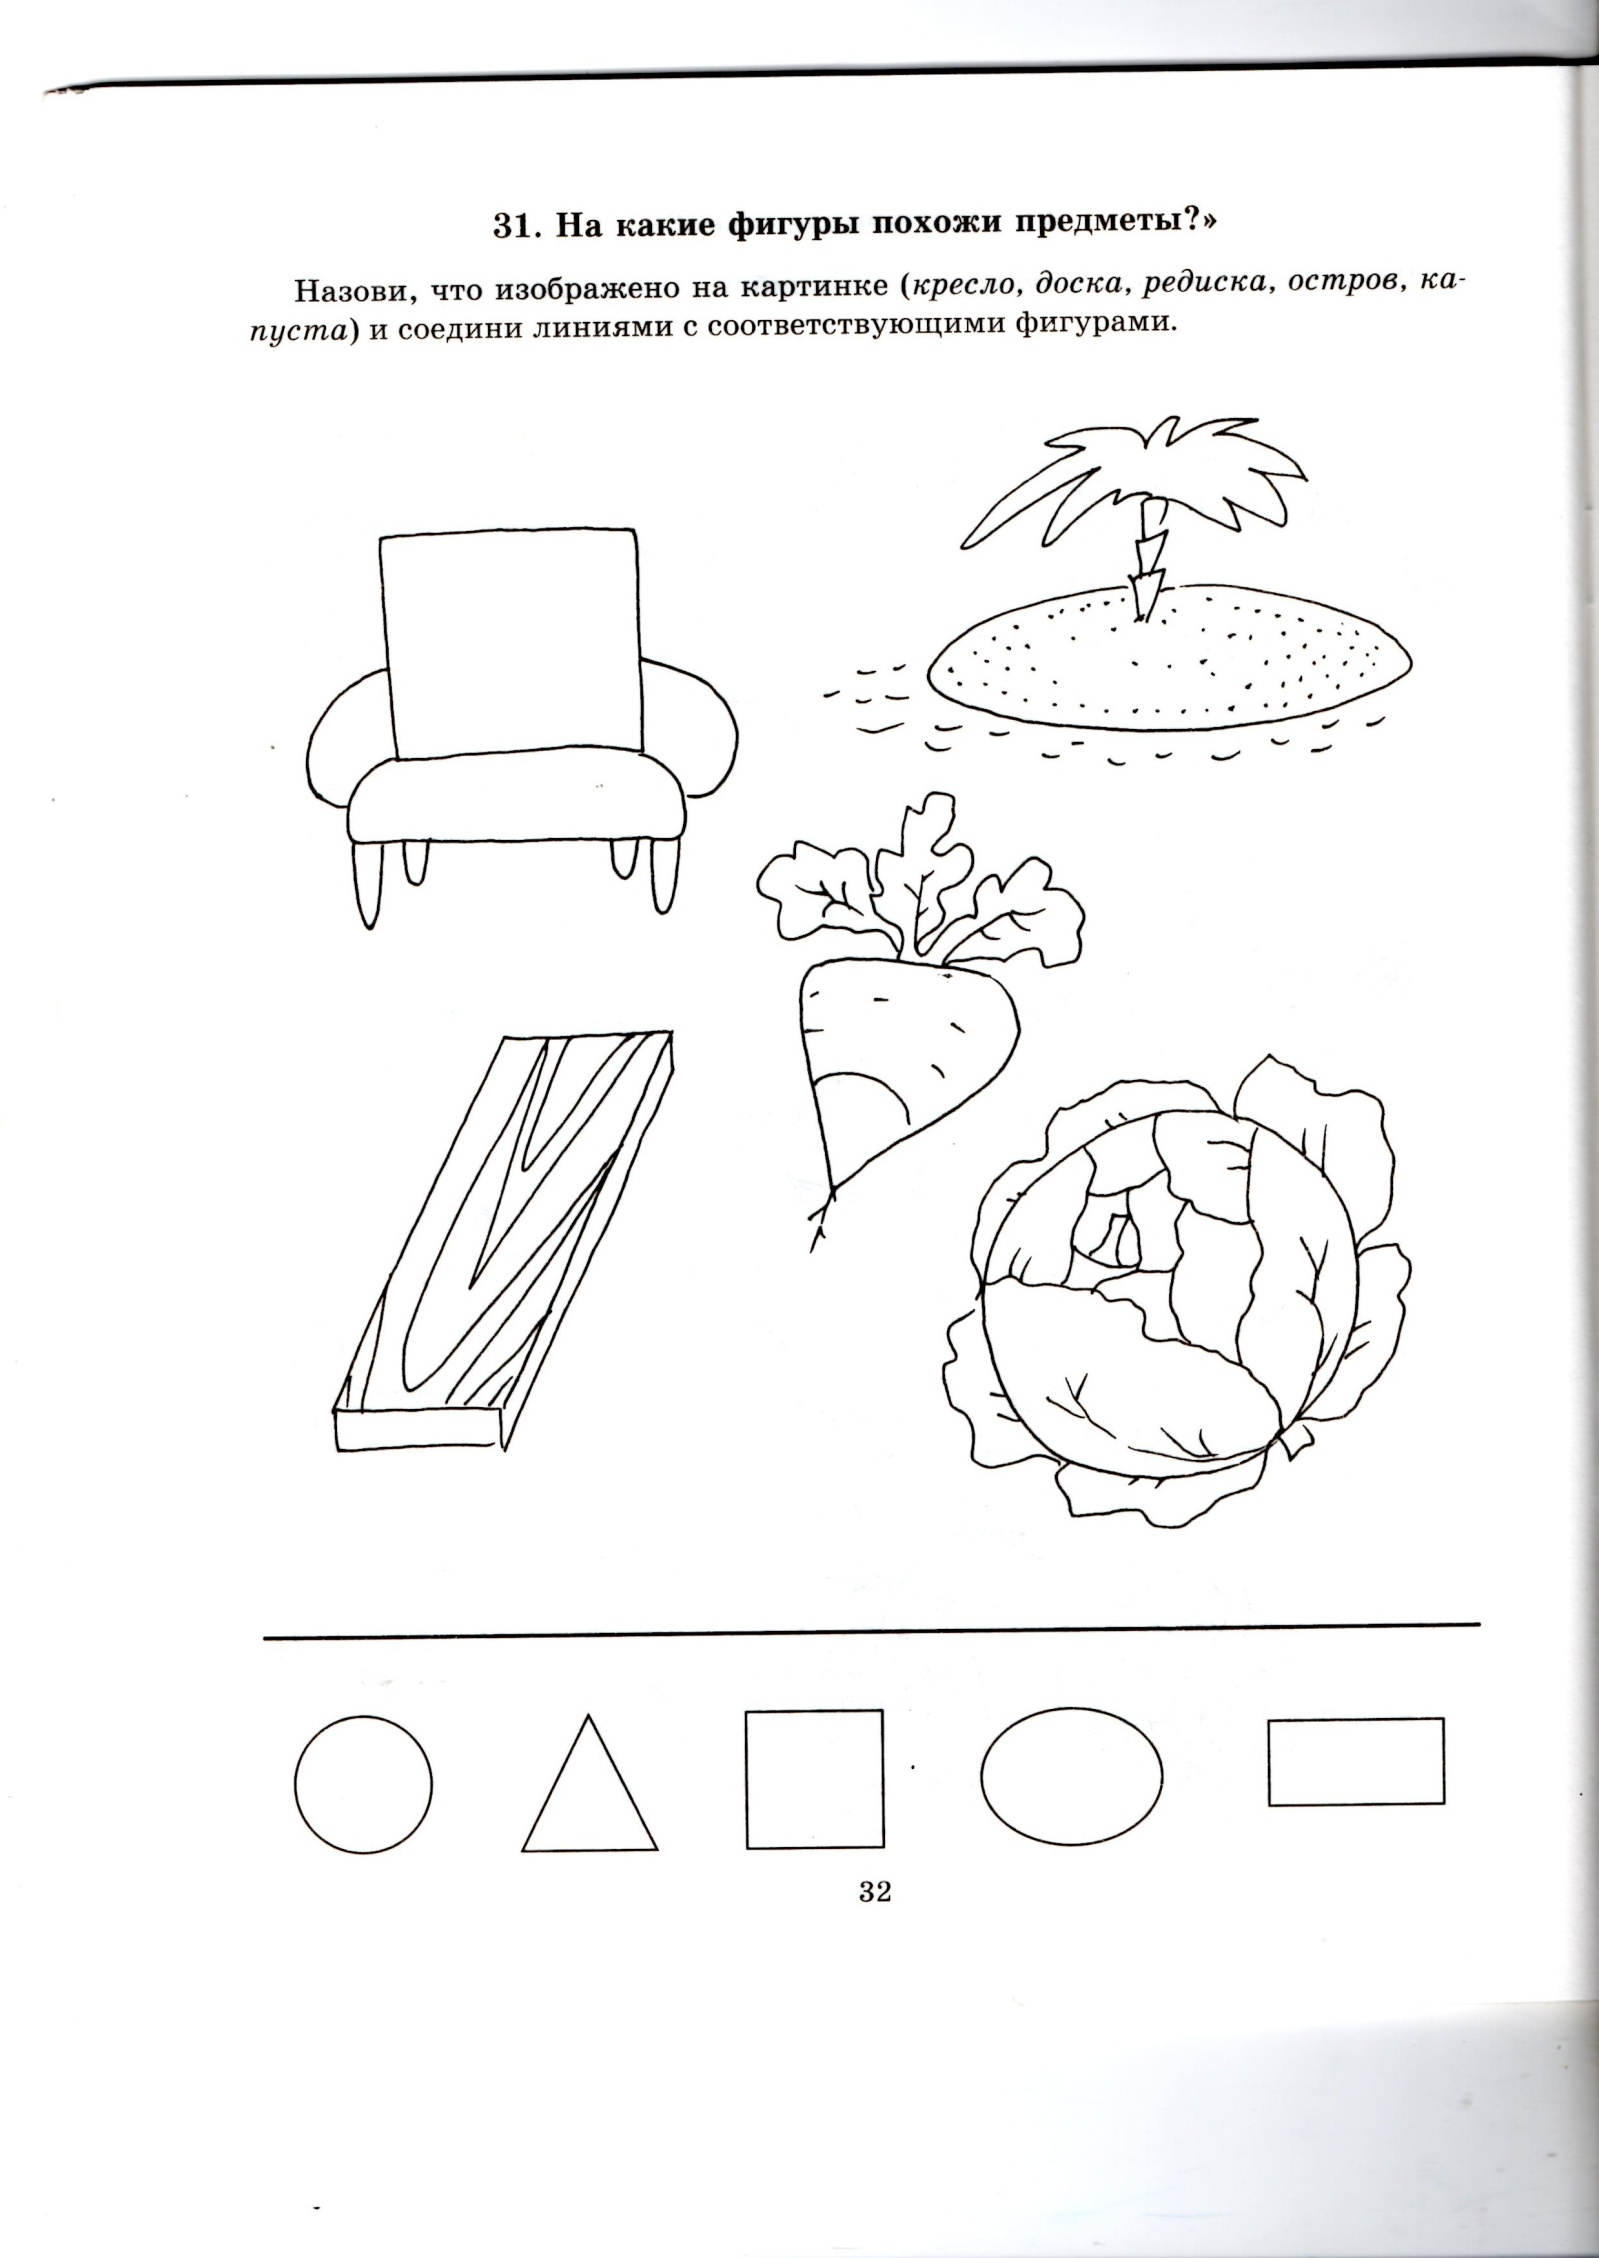 31. На какие фигуры похожи предметы?»
Назови, что изображено на картинке (кресло, доска, редиска, остров, ка-
пуста) и соедини линиями с соответствующими фигурами.
32